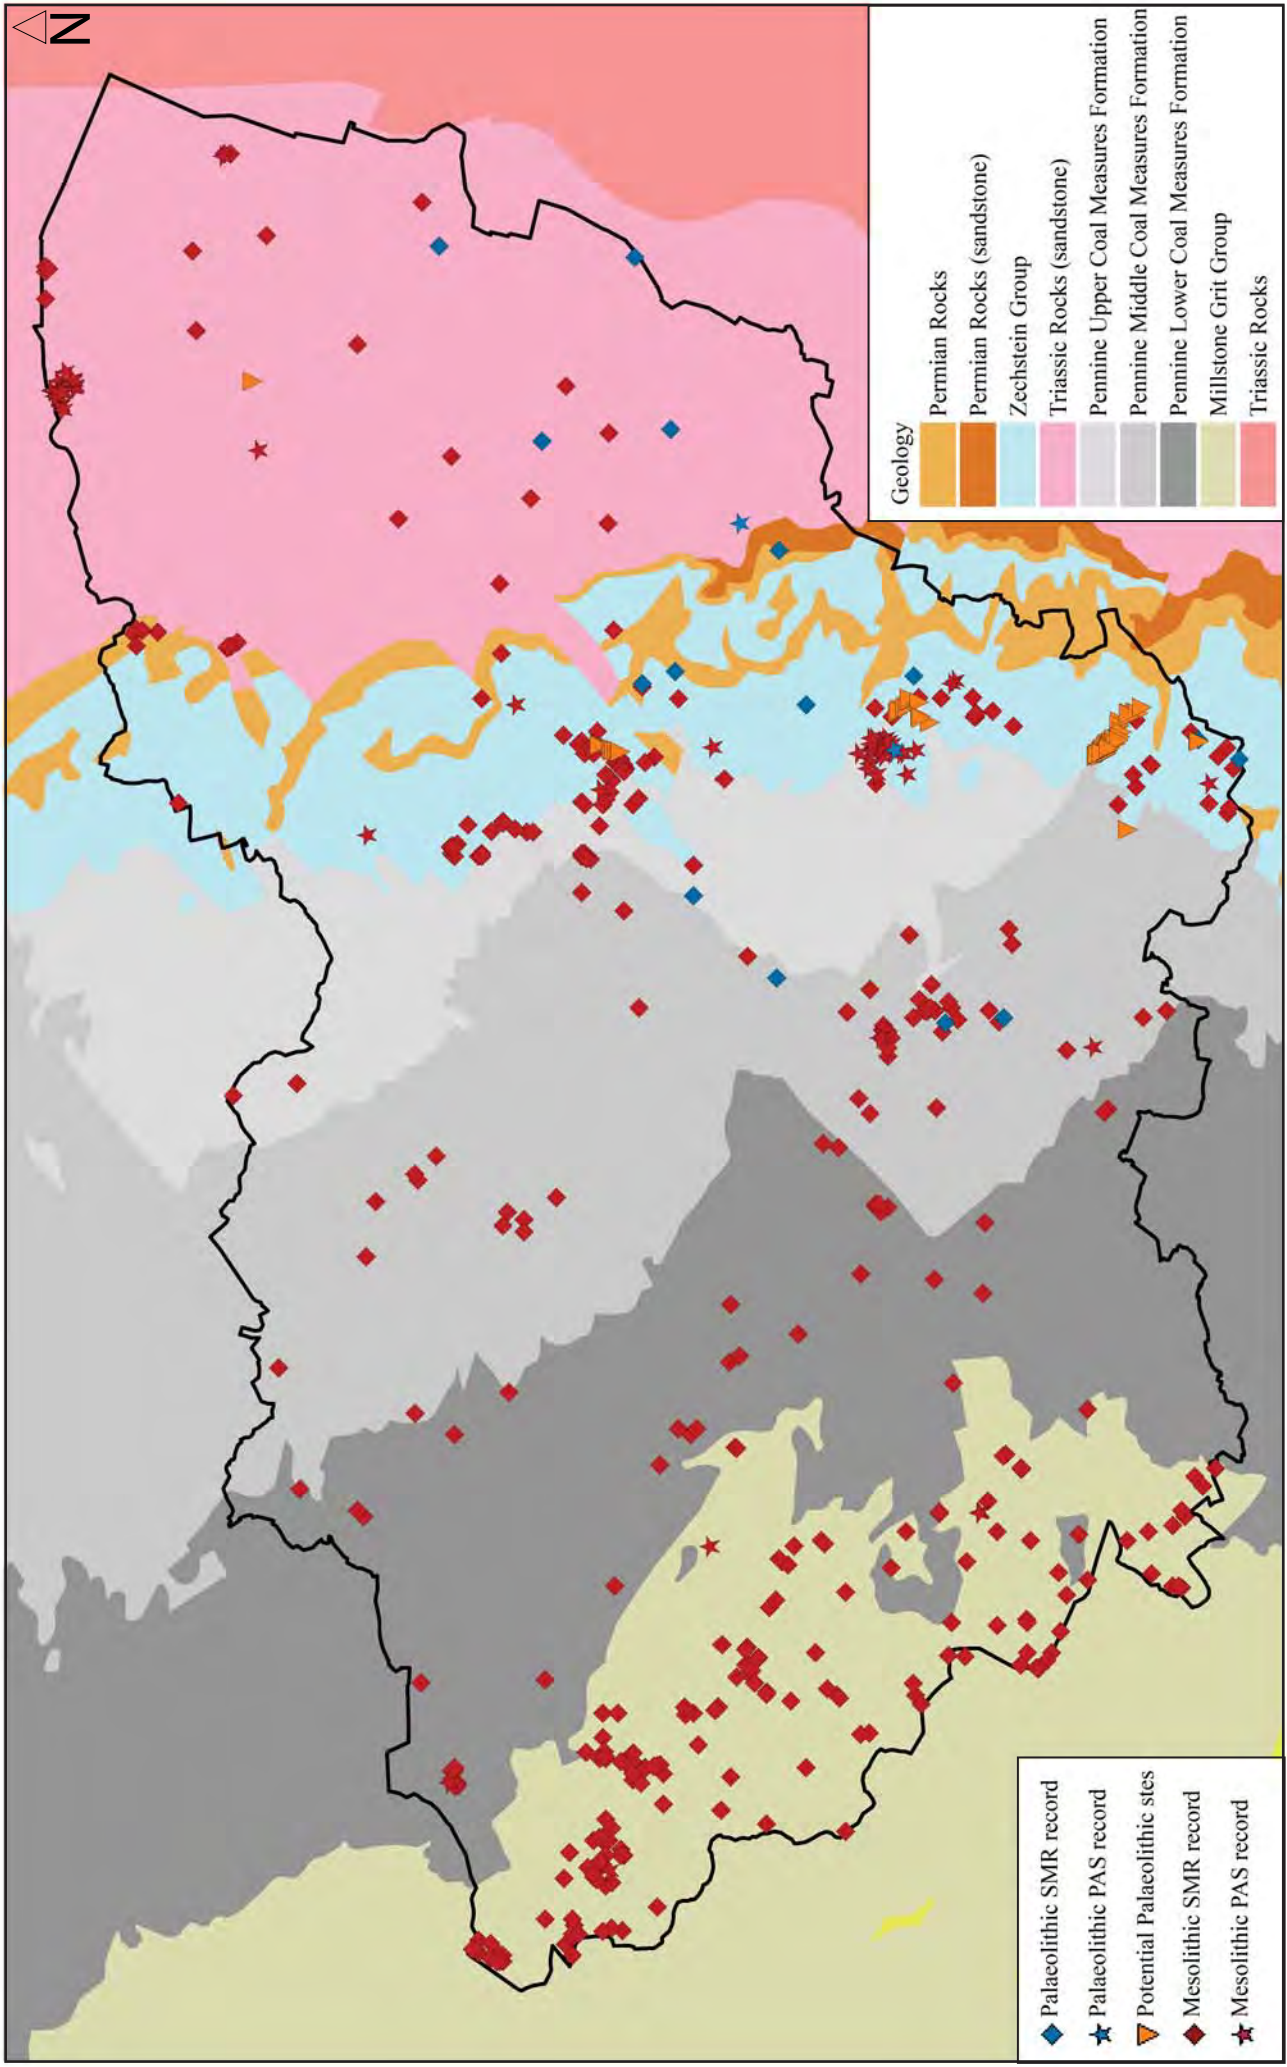 N
Geology
Permian Rocks
Permian Rocks (sandstone)
Zechstein Group
Triassic Rocks (sandstone)
Pennine Upper Coal Measures Formation
Pennine Middle Coal Measures Formation
Pennine Lower Coal Measures Formation
Millstone Grit Group
Triassic Rocks
Palaeolithic SMR record
Palaeolithic PAS record
Potential Palaeolithic stes
Mesolithic SMR record
Mesolithic PAS record